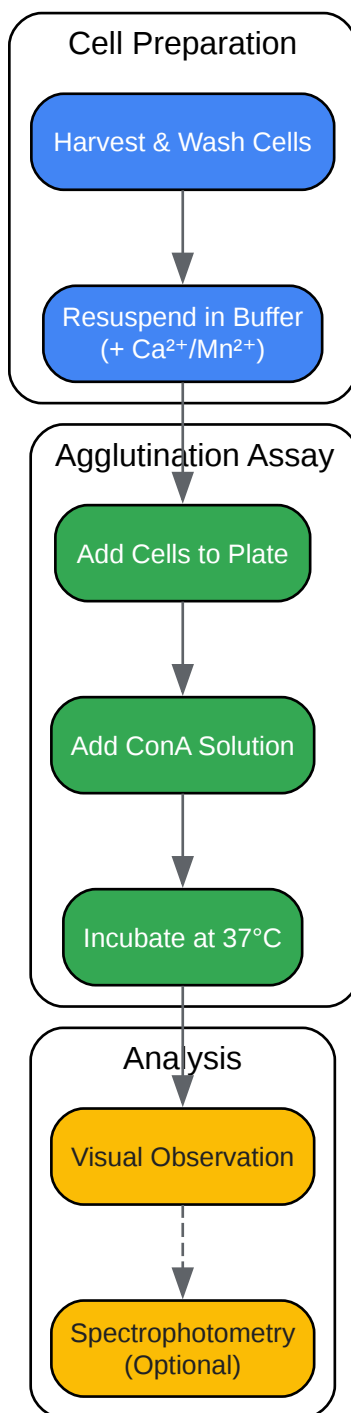 Cell Preparation
Harvest & Wash Cells
Resuspend in Buffer
(+ Ca²⁺/Mn²⁺)
Agglutination Assay
Add Cells to Plate
Add ConA Solution
Incubate at 37°C
Analysis
Visual Observation
Spectrophotometry
(Optional)